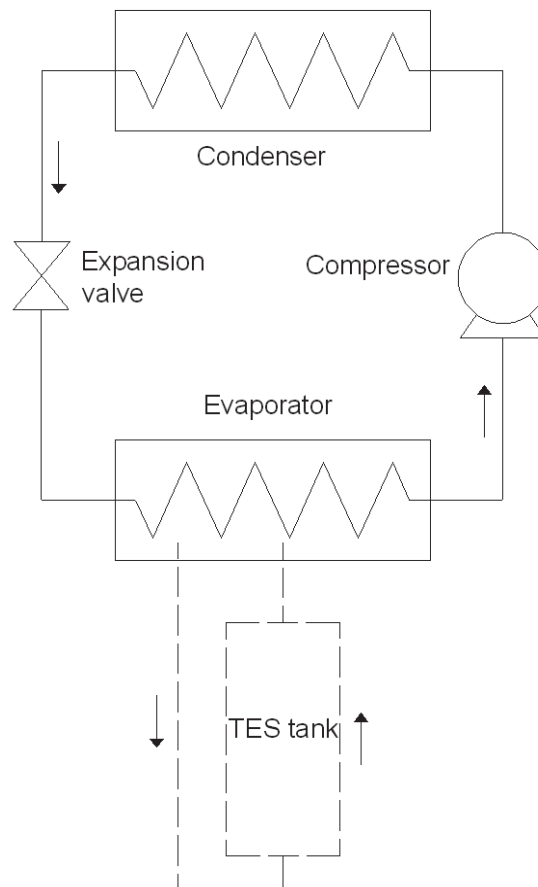 Condenser
Expansion
valve
Compressor
Evaporator
TES tank